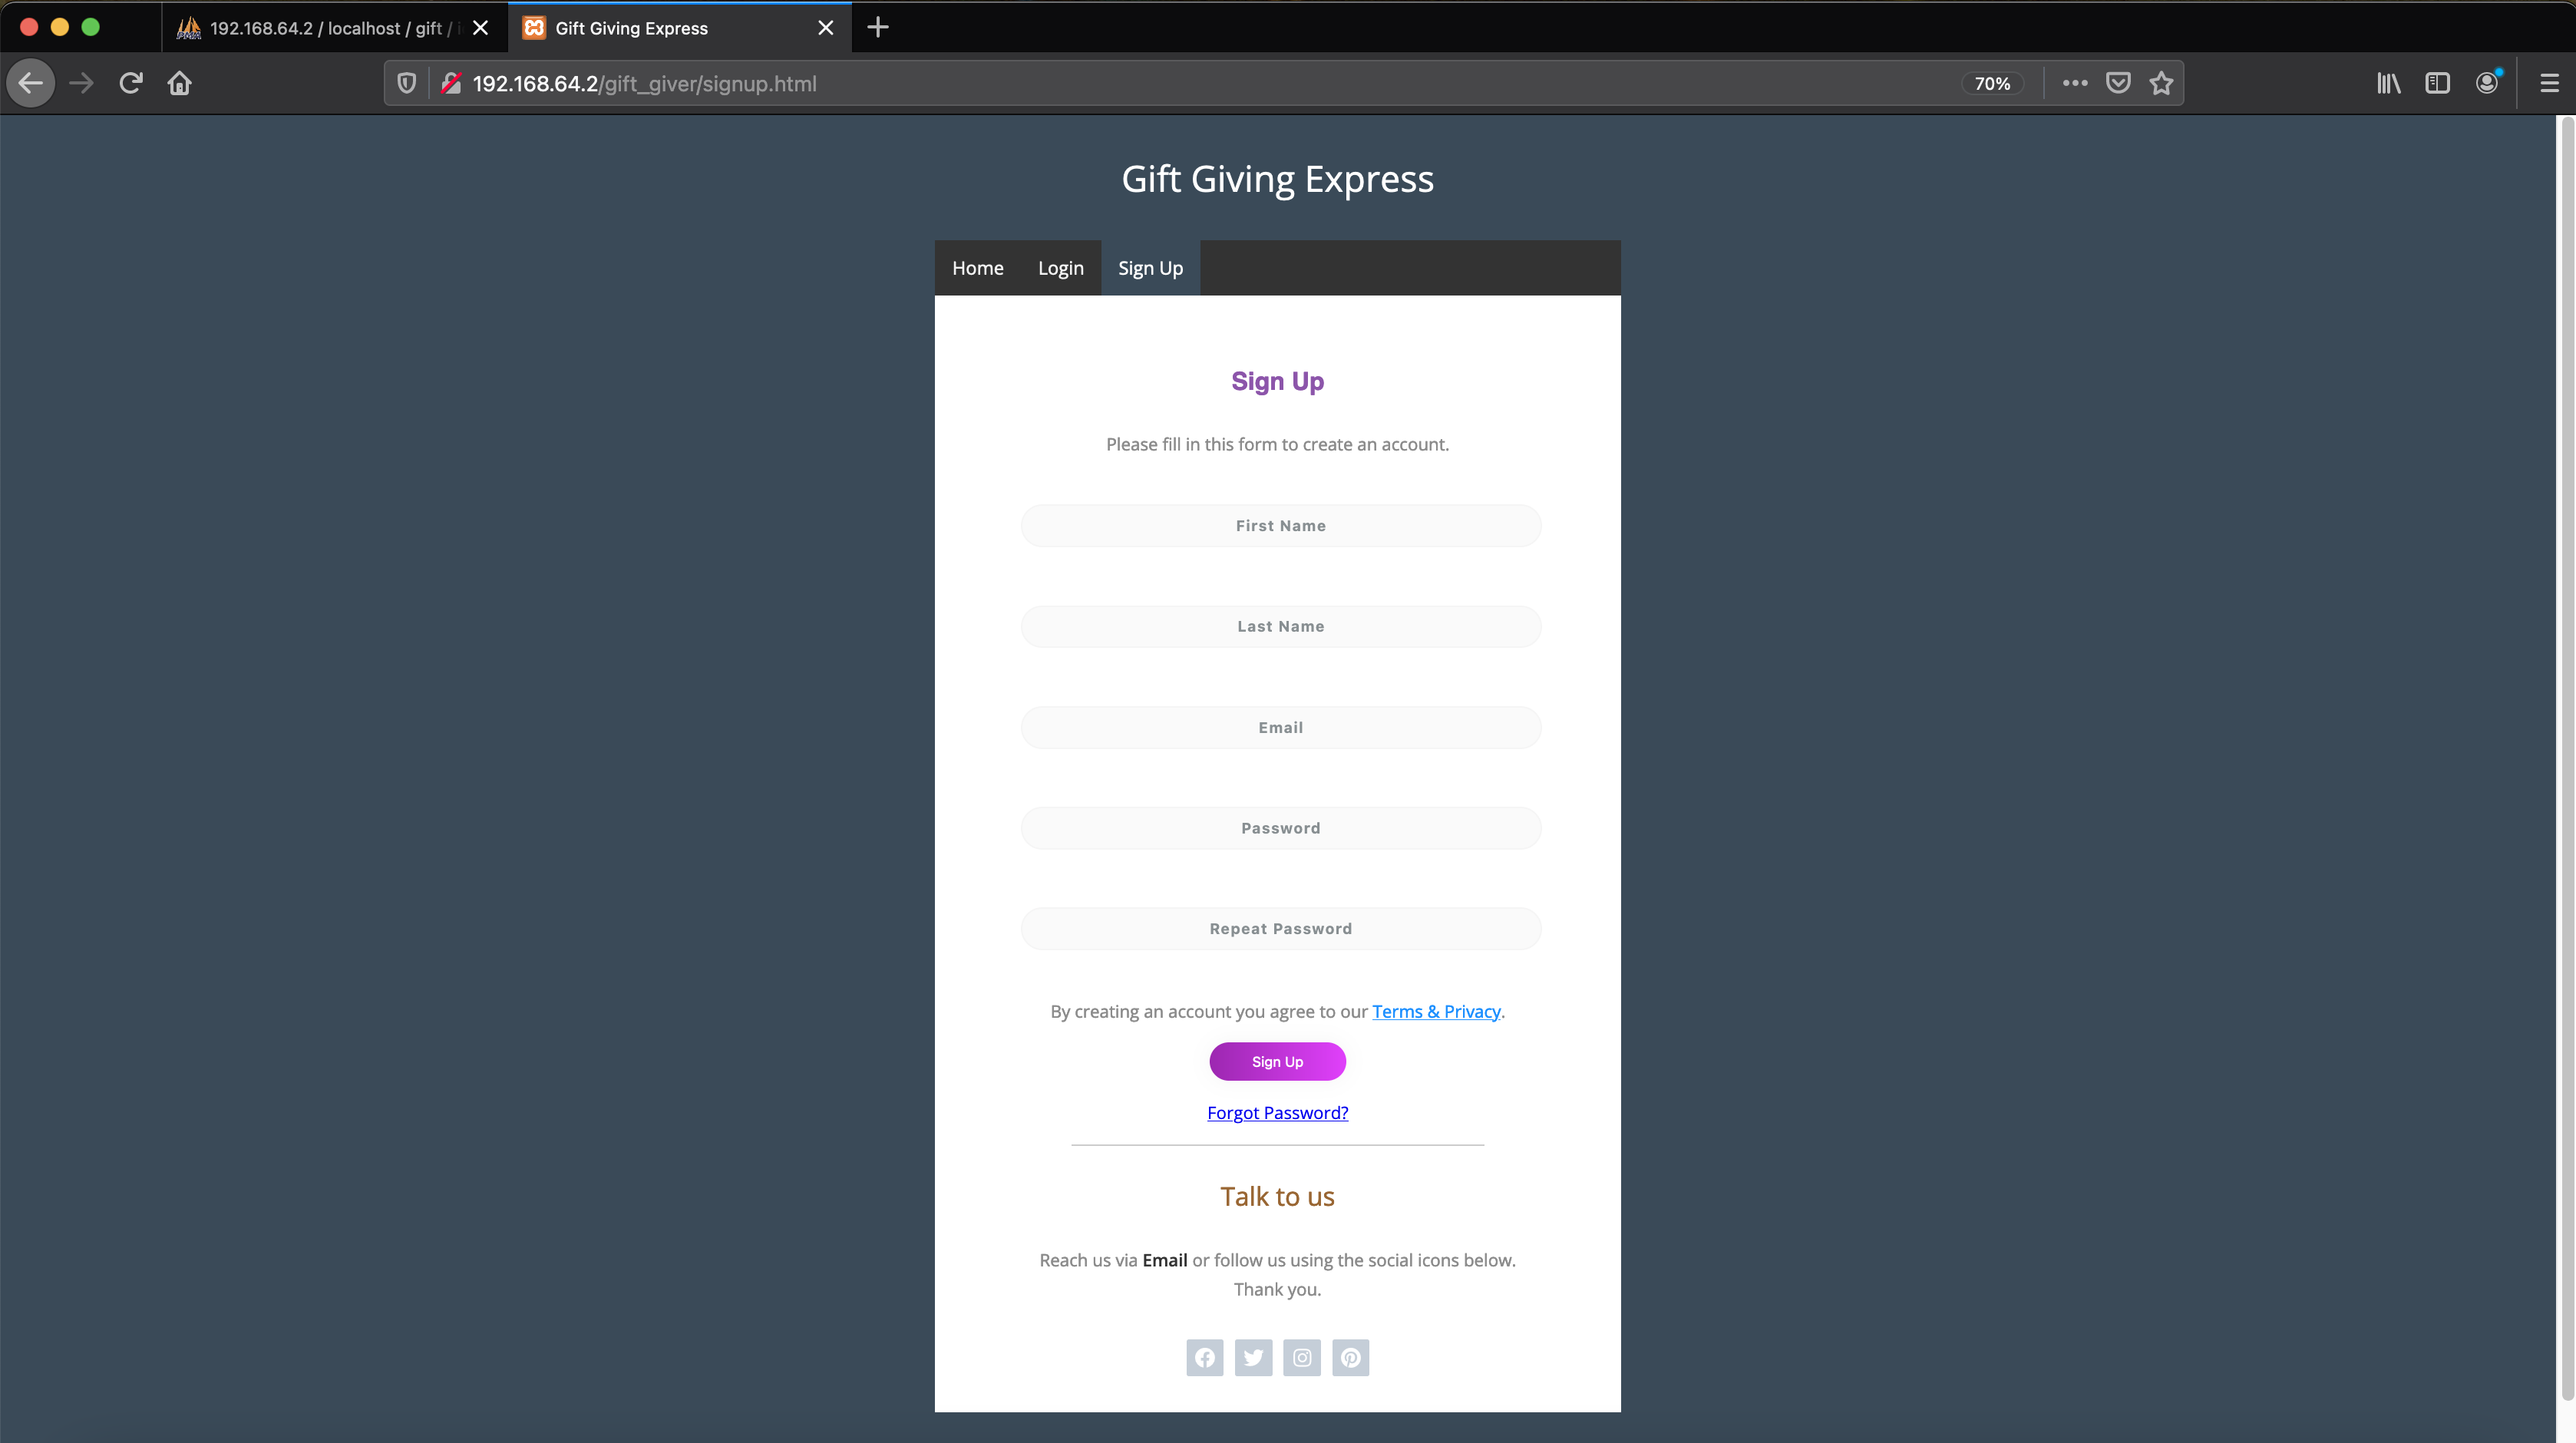 192.168.64.2 / localhost / gift /
Gift Giving Express
192.168.64.2/gift_giver/signup.html
70%
Gift Giving Express
Home Login Sign Up
Sign Up
Please fill in this form to create an account.
First Name
Last Name
Email
Password
Repeat Password
By creating an account you agree to our Terms & Privacy.
Sign Up
Forgot Password?
Talk to us
Reach us via Email or follow us using the social icons below.
Thank you.